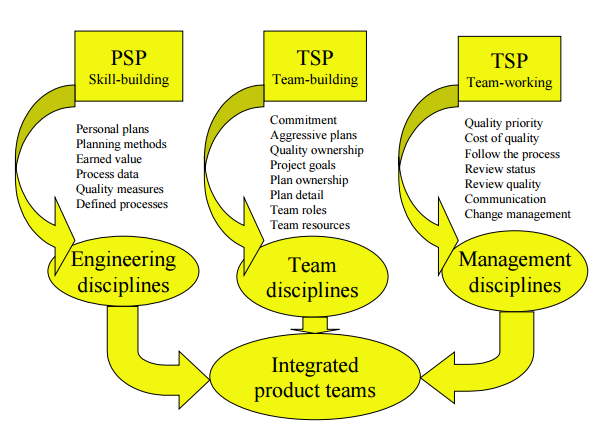 PSP
Skill-building
TSP
Team-building
TSP
Team-working
Personal plans
Planning methods
Earned value
Process data
Quality measures
Defined processes
Commitment
Aggressive plans
Quality ownership
Project goals
Plan ownership
Plan detail
Team roles
Team resources
Quality priority
Cost of quality
Follow the process
Review status
Review quality
Communication
Change management
Engineering
disciplines
Team
disciplines
Management
disciplines
Integrated
product teams